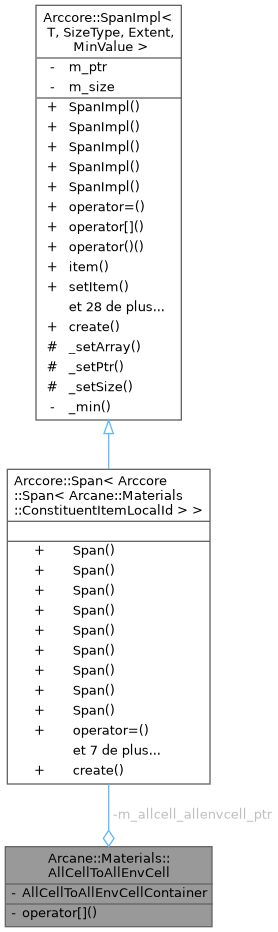 Arccore::SpanImpl<
T, SizeType, Extent,
MinValue >
- m_ptr
- m_size
+ SpanImpl()
+ SpanImpl()
+ SpanImpl()
+ SpanImpl()
+ SpanImpl()
+ operator=()
+ operator[]()
+ operator()()
+ item()
+ setItem()
et 28 de plus...
+ create()
# _setArray()
# _setPtr()
# _setSize()
- _min()
Arccore::Span< Arccore
::Span< Arcane::Materials
::ConstituentItemLocalId > >
+ Span()
+ Span()
+ Span()
+ Span()
+ Span()
+ Span()
+ Span()
+ Span()
+ Span()
+ operator=()
et 7 de plus...
+ create()
-m_allcell_allenvcell_ptr
Arcane::Materials::
AllCellToAllEnvCell
- AllCellToAllEnvCellContainer
- operator[]()